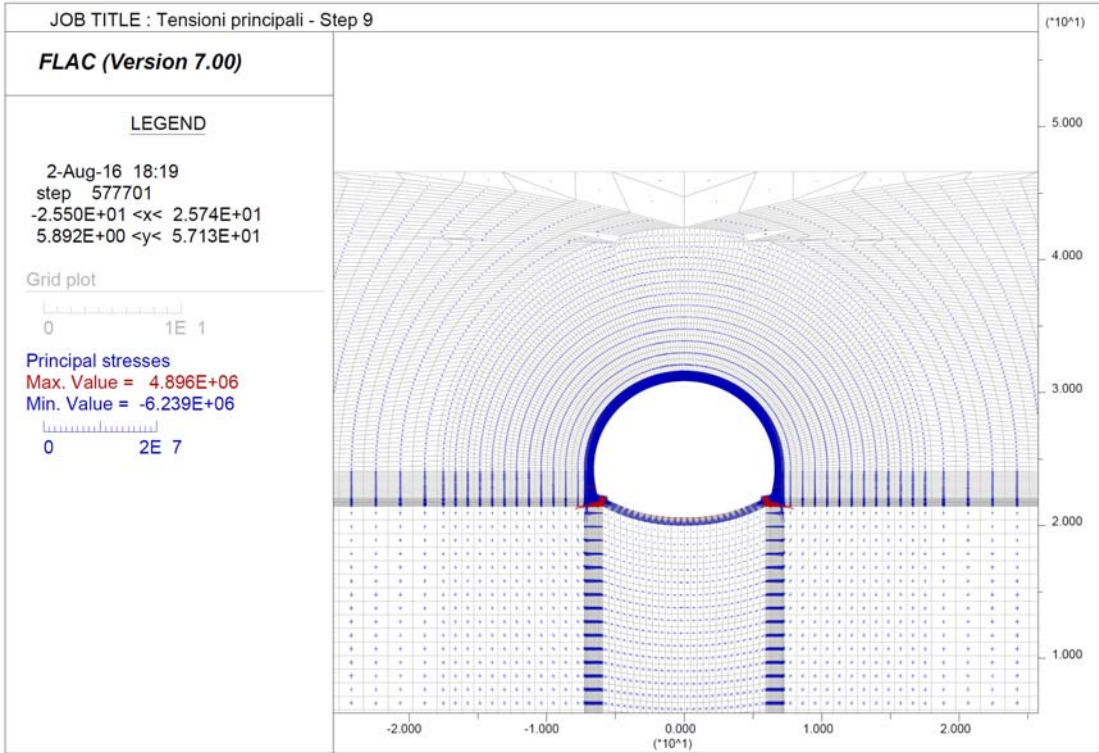 JOB TITLE : Tensioni principali - Step 9
(*10^1)
FLAC (Version 7.00)
LEGEND
2-Aug-16 18:19
step 577701
-2.550E+01 <x< 2.574E+01
5.892E+00 <y< 5.713E+01
Grid plot
0 1E 1
Principal stresses
Max. Value = 4.896E+06
Min. Value = -6.239E+06
0 2E 7
5.000
4.000
3.000
2.000
1.000
-2.000 -1.000 0.000 1.000 2.000
(*10^1)